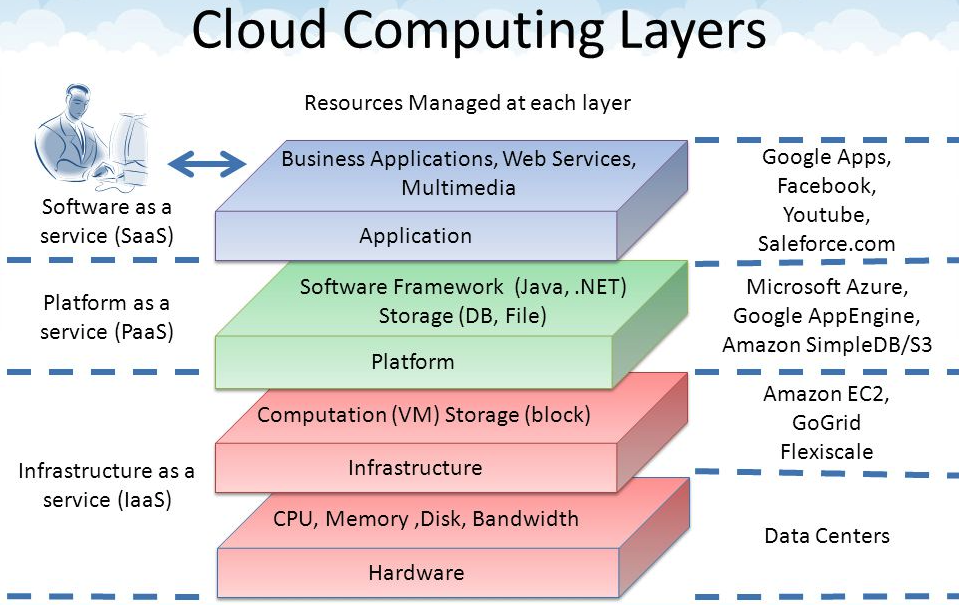 Cloud Computing Layers
Resources Managed at each layer
Software as a
service (SaaS)
Business Applications, Web Services,
Multimedia
Application
Google Apps,
Facebook,
Youtube,
Saleforce.com
Platform as a
service (PaaS)
Software Framework (Java, .NET)
Storage (DB, File)
Platform
Microsoft Azure,
Google AppEngine,
Amazon SimpleDB/S3
Infrastructure as a
service (IaaS)
Computation (VM) Storage (block)
Infrastructure
Amazon EC2,
GoGrid
Flexiscale
CPU, Memory ,Disk, Bandwidth
Hardware
Data Centers